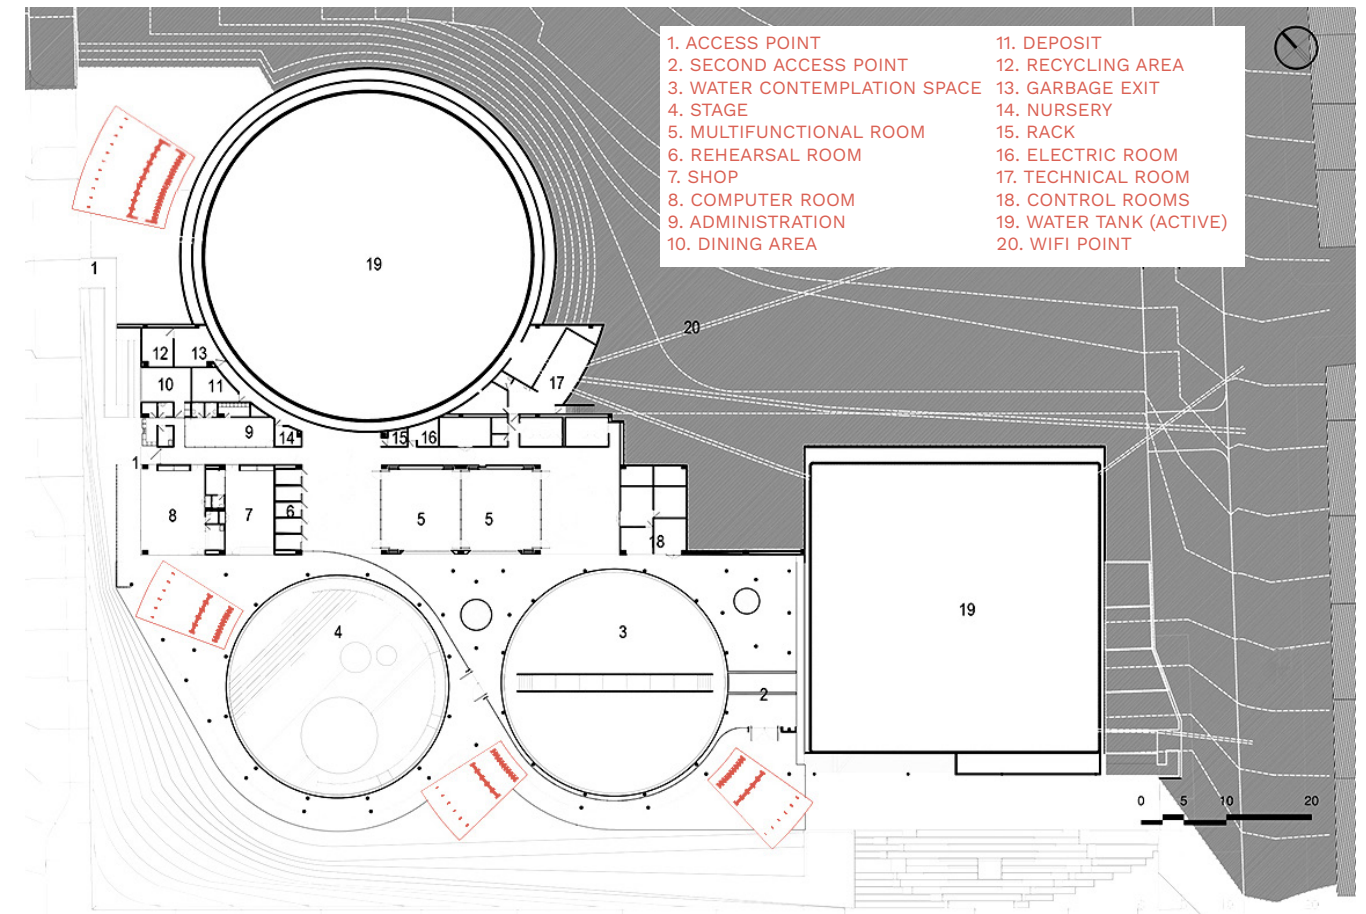 1. ACCESS POINT
2. SECOND ACCESS POINT
3. WATER CONTEMPLATION SPACE
4. STAGE
5. MULTIFUNCTIONAL ROOM
6. REHEARSAL ROOM
7. SHOP
8. COMPUTER ROOM
9. ADMINISTRATION
10. DINING AREA
11. DEPOSIT
12. RECYCLING AREA
13. GARBAGE EXIT
14. NURSERY
15. RACK
16. ELECTRIC ROOM
17. TECHNICAL ROOM
18. CONTROL ROOMS
19. WATER TANK (ACTIVE)
20. WIFI POINT
19
1
20
12 13
10 11
17
9 14 15 16
1
8 7 6 5 5
18
4 3 19
2
0 5 10 20